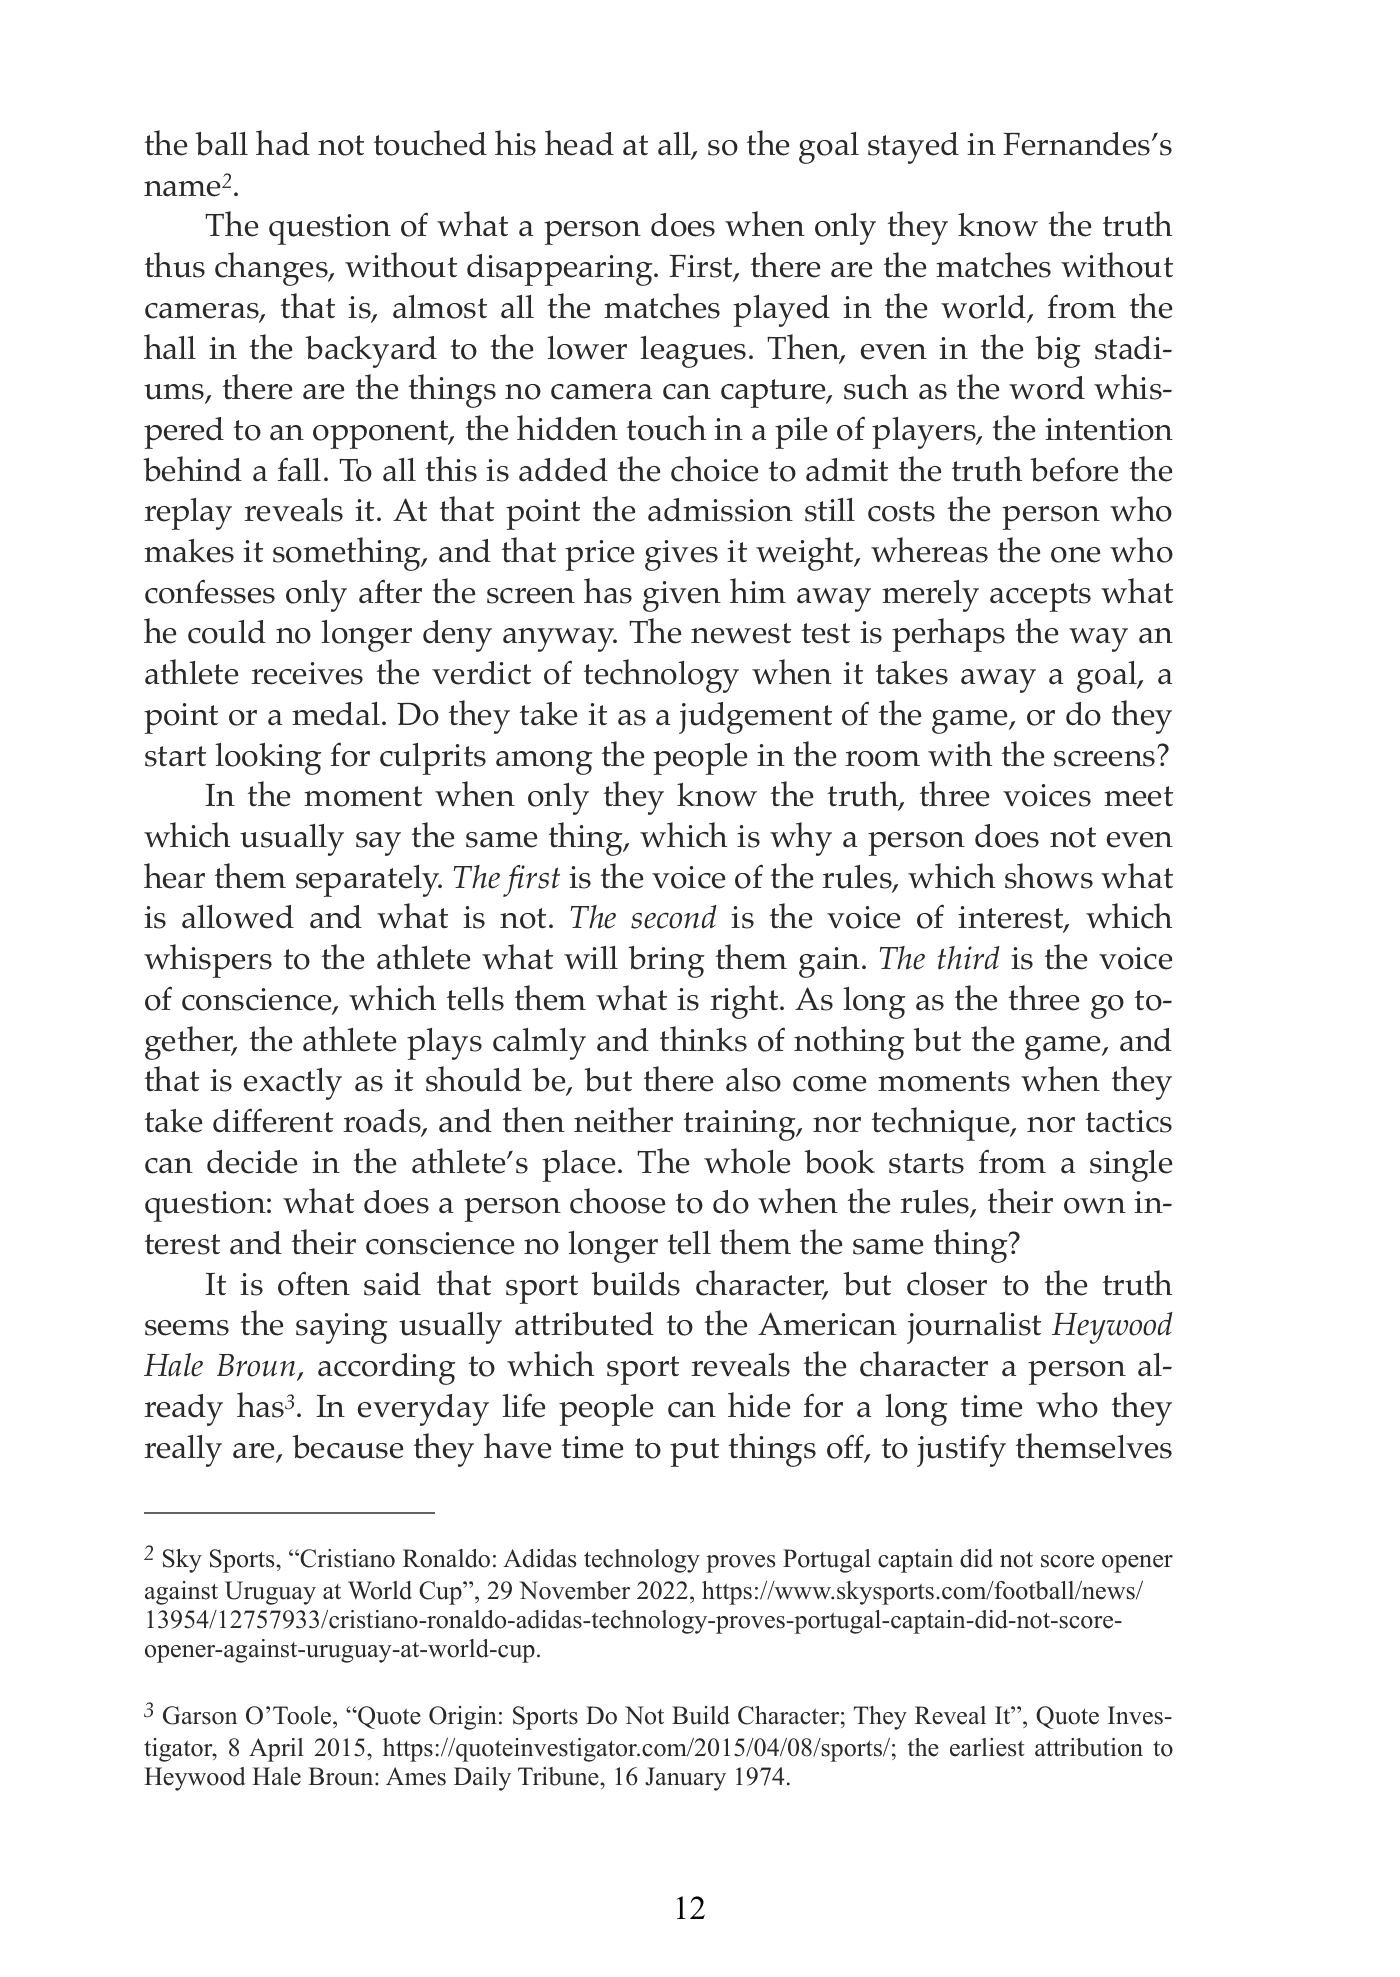 the ball had not touched his head at all, so the goal stayed in Fernandes’s
name².
The question of what a person does when only they know the truth
thus changes, without disappearing. First, there are the matches without
cameras, that is, almost all the matches played in the world, from the
hall in the backyard to the lower leagues. Then, even in the big stadi-
ums, there are the things no camera can capture, such as the word whis-
pered to an opponent, the hidden touch in a pile of players, the intention
behind a fall. To all this is added the choice to admit the truth before the
replay reveals it. At that point the admission still costs the person who
makes it something, and that price gives it weight, whereas the one who
confesses only after the screen has given him away merely accepts what
he could no longer deny anyway. The newest test is perhaps the way an
athlete receives the verdict of technology when it takes away a goal, a
point or a medal. Do they take it as a judgement of the game, or do they
start looking for culprits among the people in the room with the screens?
In the moment when only they know the truth, three voices meet
which usually say the same thing, which is why a person does not even
hear them separately. The first is the voice of the rules, which shows what
is allowed and what is not. The second is the voice of interest, which
whispers to the athlete what will bring them gain. The third is the voice
of conscience, which tells them what is right. As long as the three go to-
gether, the athlete plays calmly and thinks of nothing but the game, and
that is exactly as it should be, but there also come moments when they
take different roads, and then neither training, nor technique, nor tactics
can decide in the athlete’s place. The whole book starts from a single
question: what does a person choose to do when the rules, their own in-
terest and their conscience no longer tell them the same thing?
It is often said that sport builds character, but closer to the truth
seems the saying usually attributed to the American journalist Heywood
Hale Broun, according to which sport reveals the character a person al-
ready has³. In everyday life people can hide for a long time who they
really are, because they have time to put things off, to justify themselves
² Sky Sports, “Cristiano Ronaldo: Adidas technology proves Portugal captain did not score opener
against Uruguay at World Cup”, 29 November 2022, https://www.skysports.com/football/news/
13954/12757933/cristiano-ronaldo-adidas-technology-proves-portugal-captain-did-not-score-
opener-against-uruguay-at-world-cup.
³ Garson O’Toole, “Quote Origin: Sports Do Not Build Character; They Reveal It”, Quote Inves-
tigator, 8 April 2015, https://quoteinvestigator.com/2015/04/08/sports/; the earliest attribution to
Heywood Hale Broun: Ames Daily Tribune, 16 January 1974.
12